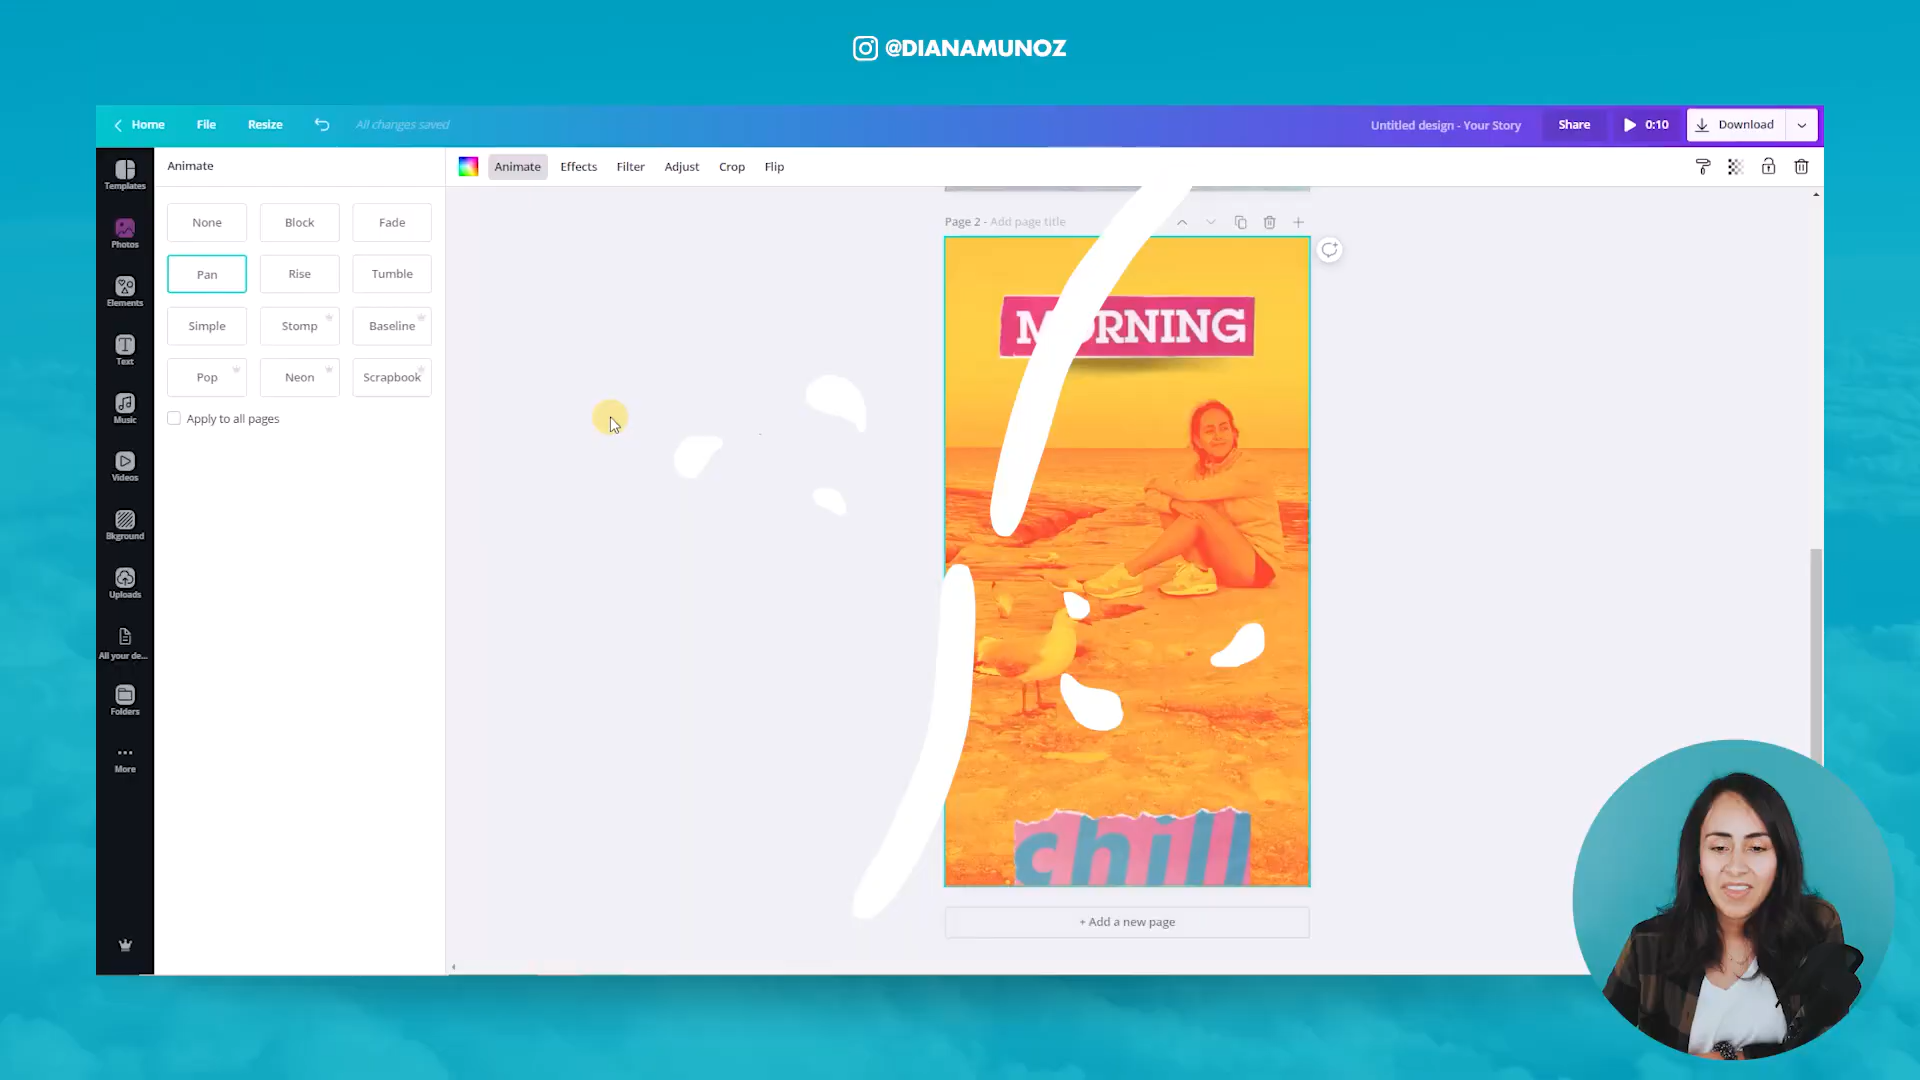 @DIANAMUNOZ
Home File Resize All changes saved Untitled design - Your Story Share 0:10 Download
Animate
Animate Effects Filter Adjust Crop Flip
Templates
Photos
Elements
Text
Music
Videos
Bkground
Uploads
All your de...
Folders
More
None Block Fade
Pan Rise Tumble
Simple Stomp Baseline
Pop Neon Scrapbook
Apply to all pages
Page 2 - Add page title
MORNING
chill
+ Add a new page